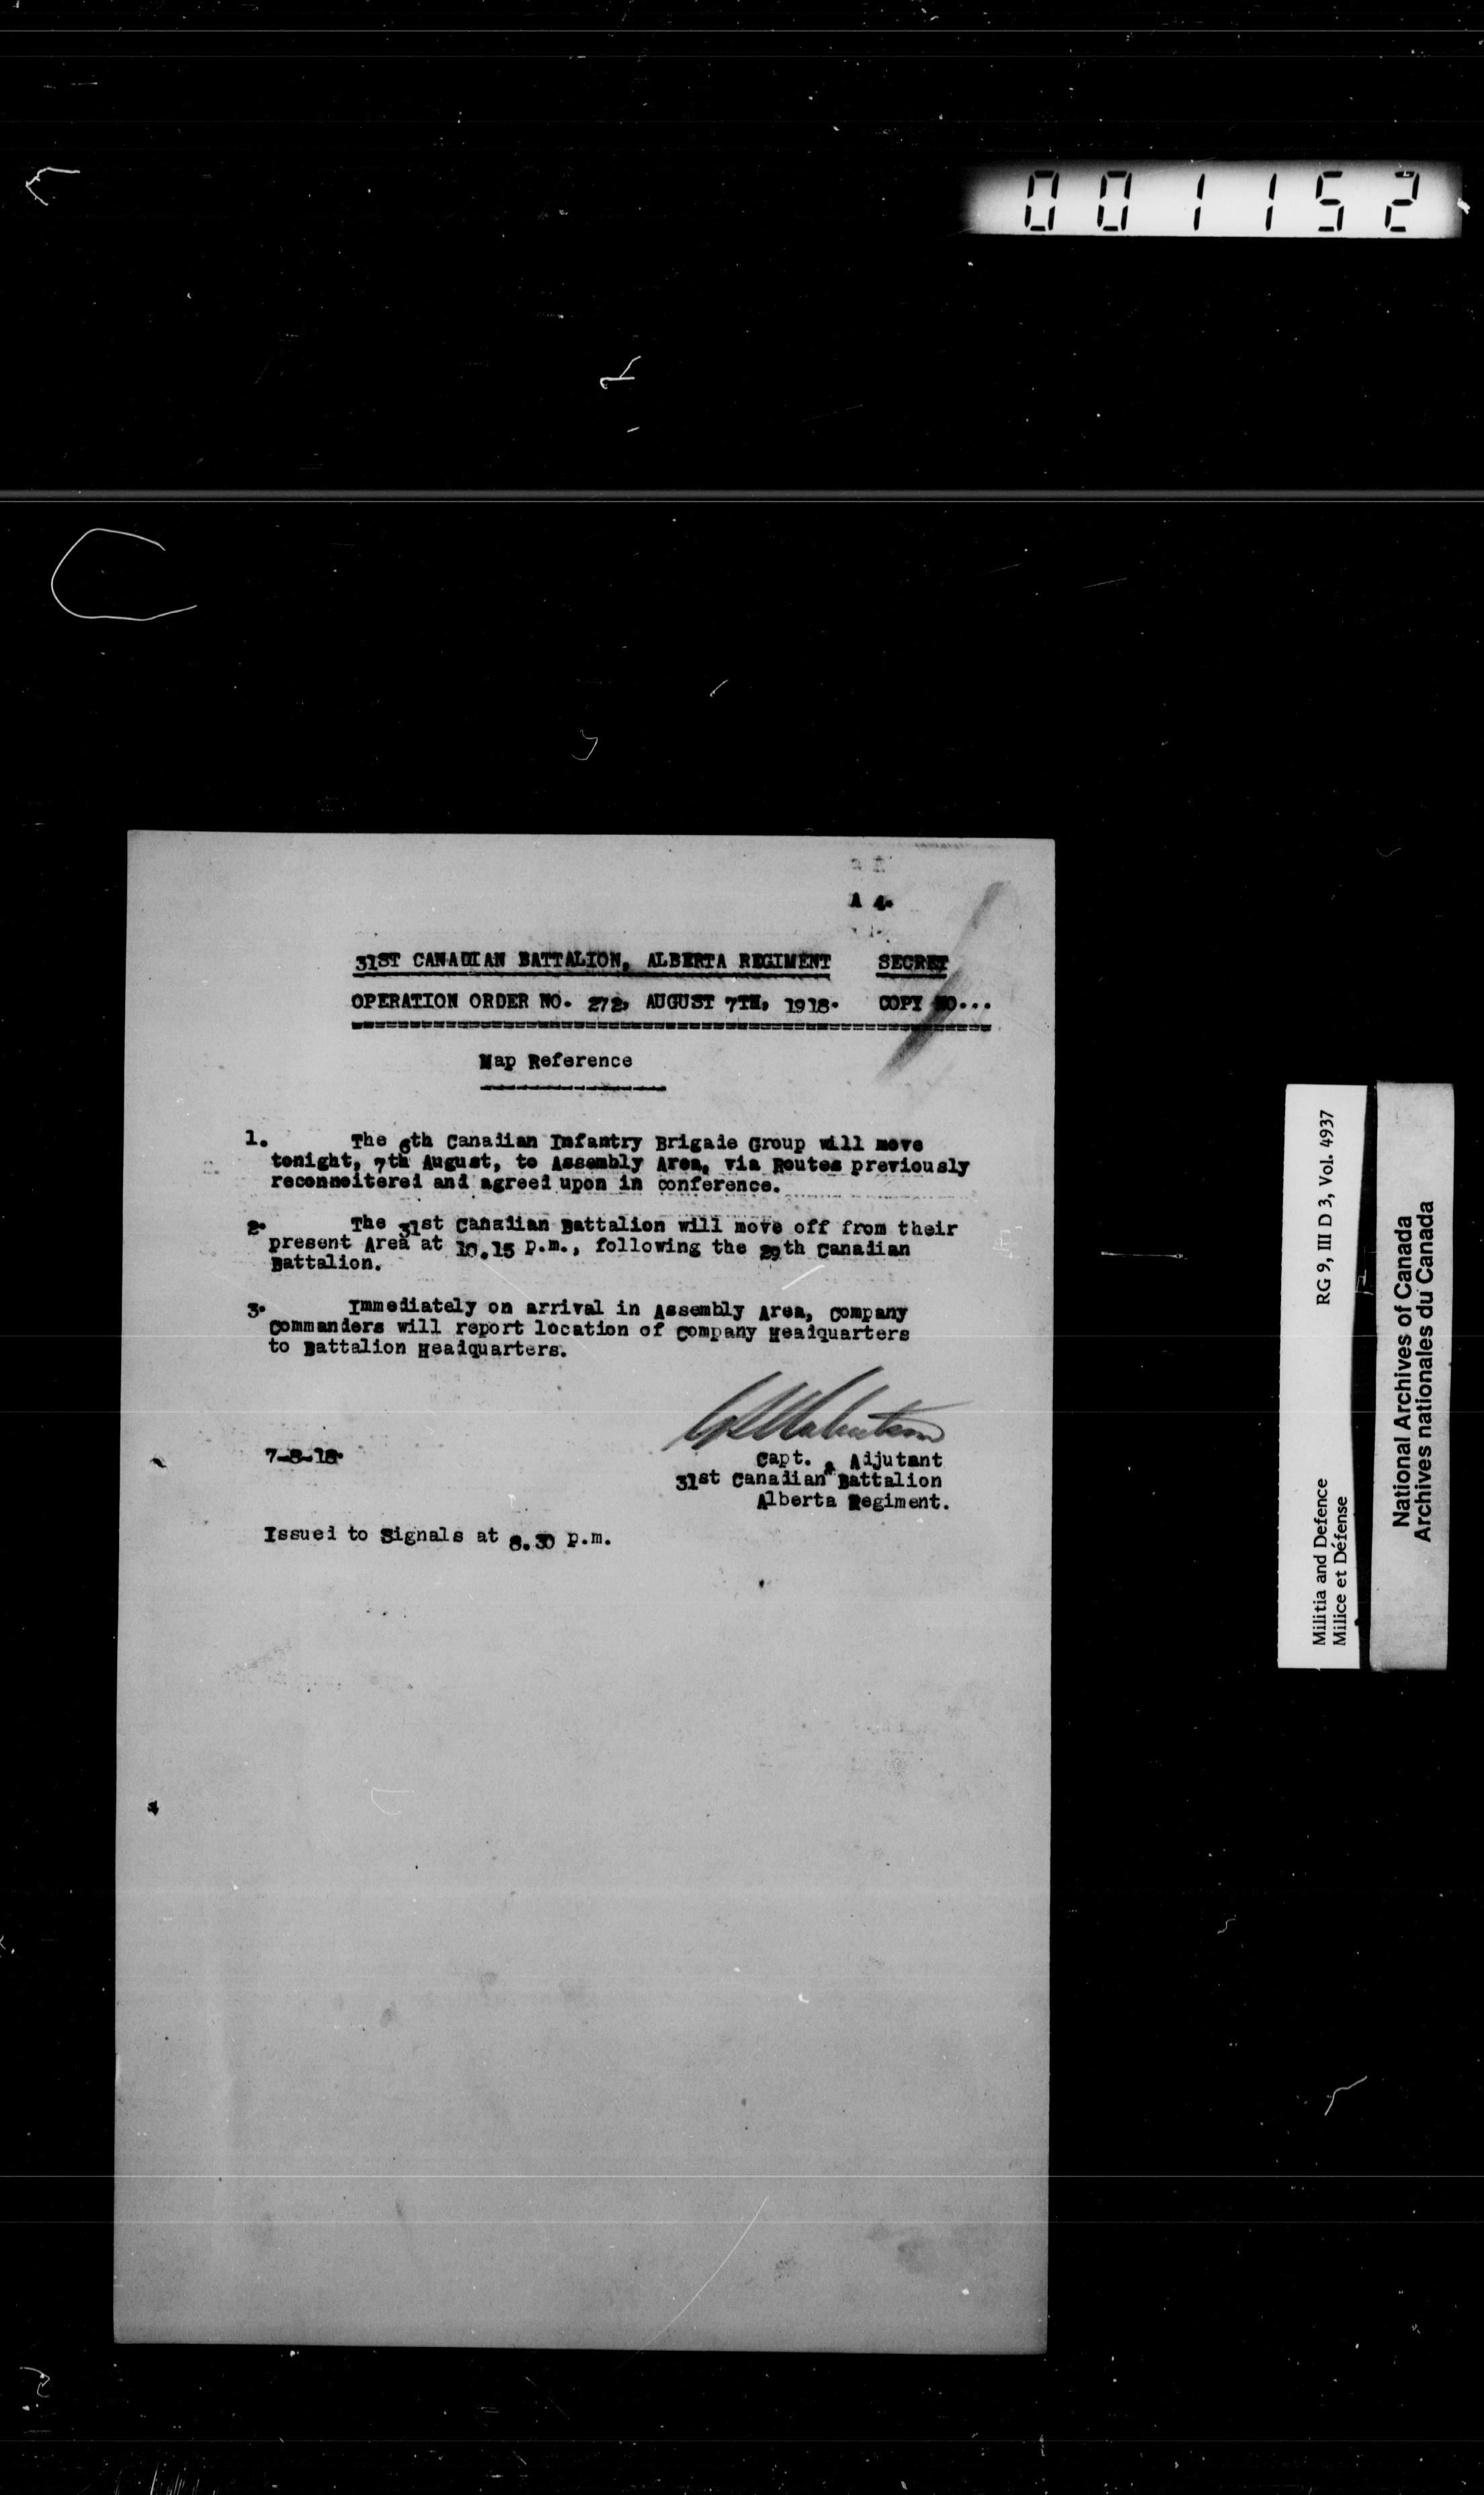 001152
A 4.
31ST CANADIAN BATTALION, ALBERTA REGIMENT SECRET
OPERATION ORDER NO. 272, AUGUST 7TH, 1918. COPY NO...
Map Reference
1. The 6th Canadian Infantry Brigade Group will move
tonight, 7th August, to Assembly Area, via Routes previously
reconnoitered and agreed upon in conference.
2. The 31st Canadian Battalion will move off from their
present Area at 10.15 p.m., following the 29th Canadian
Battalion.
3. Immediately on arrival in Assembly Area, Company
Commanders will report location of Company Headquarters
to Battalion Headquarters.
7-8-18.
Capt. & Adjutant
31st Canadian Battalion
Alberta Regiment.
Issued to Signals at 8.30 p.m.
Militia and Defence RG 9, III D 3, Vol. 4937
Milice et Défense
National Archives of Canada
Archives nationales du Canada